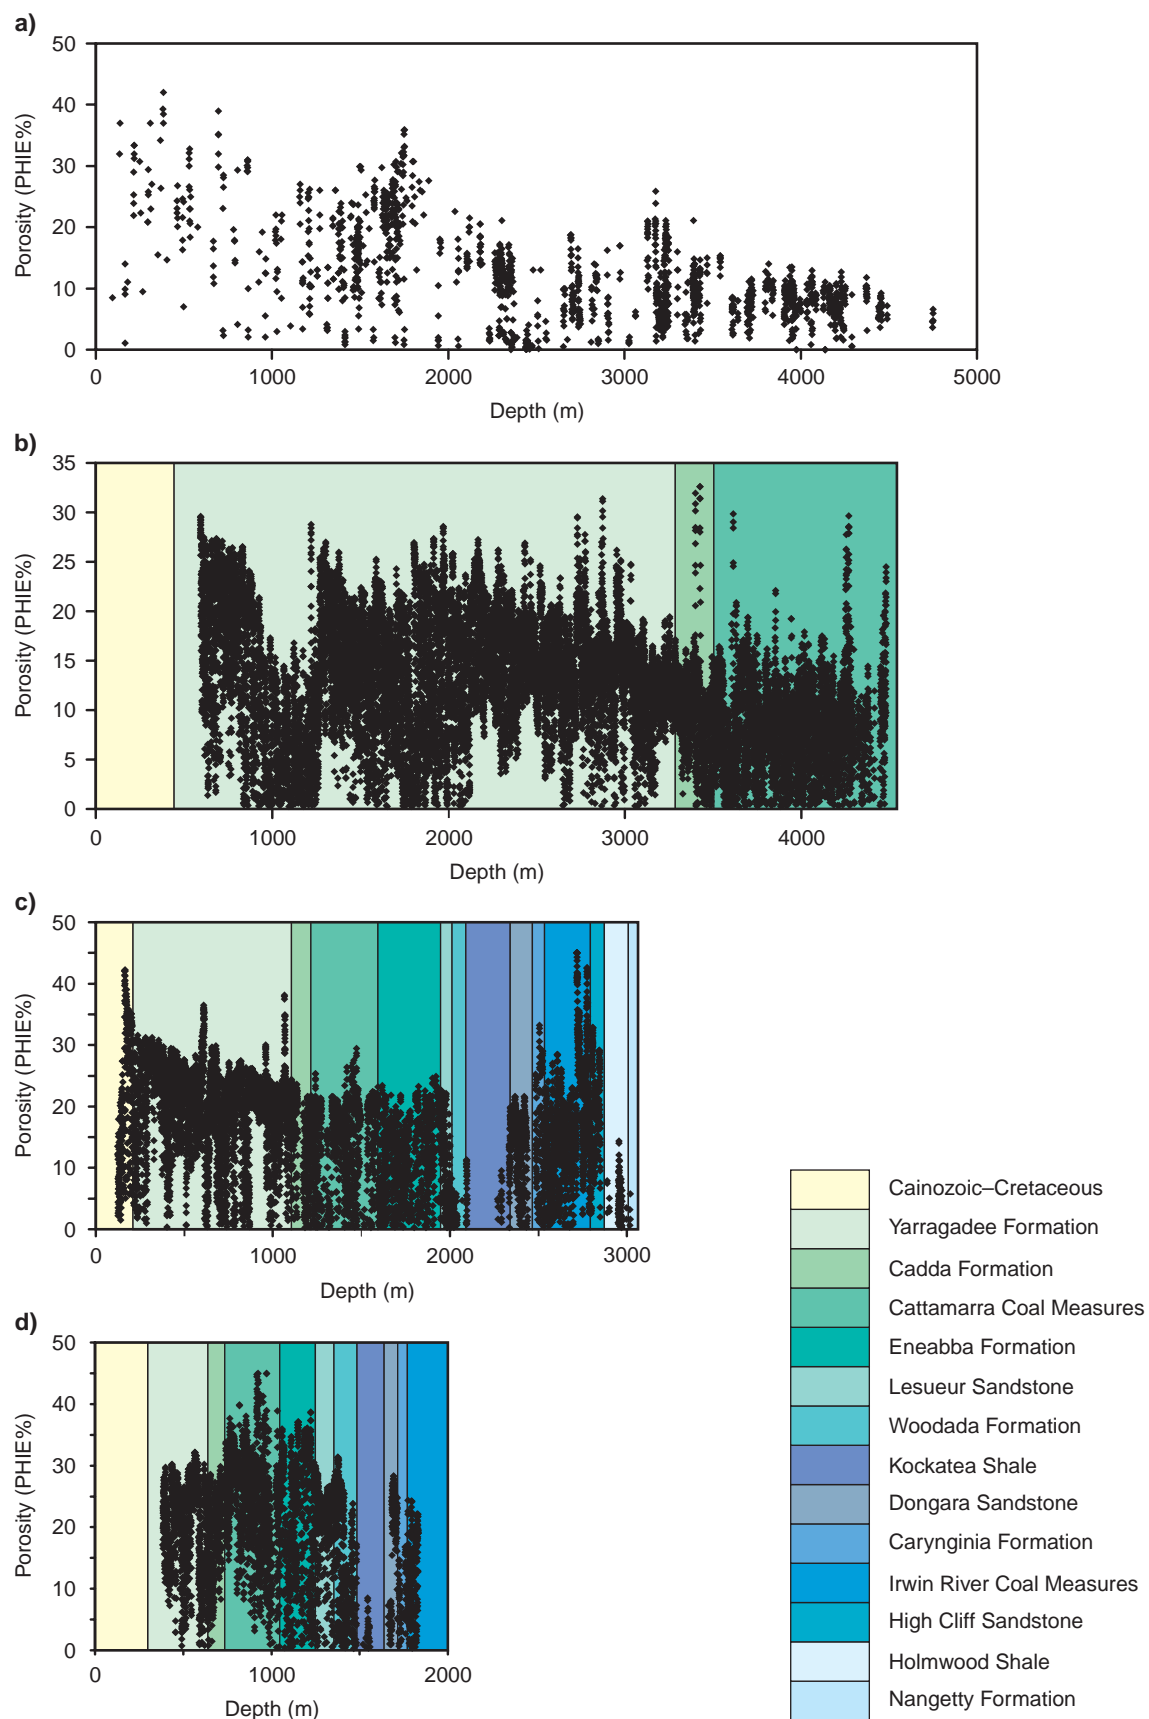 a)
50
40
30
20
10
0
Porosity (PHIE%)
0 1000 2000 3000 4000 5000
Depth (m)
b)
35
30
25
20
15
10
5
0
Porosity (PHIE%)
0 1000 2000 3000 4000
Depth (m)
c)
50
40
30
20
10
0
Porosity (PHIE%)
0 1000 2000 3000
Depth (m)
d)
50
40
30
20
10
0
Porosity (PHIE%)
0 1000 2000
Depth (m)
Cainozoic–Cretaceous
Yarragadee Formation
Cadda Formation
Cattamarra Coal Measures
Eneabba Formation
Lesueur Sandstone
Woodada Formation
Kockatea Shale
Dongara Sandstone
Carynginia Formation
Irwin River Coal Measures
High Cliff Sandstone
Holmwood Shale
Nangetty Formation